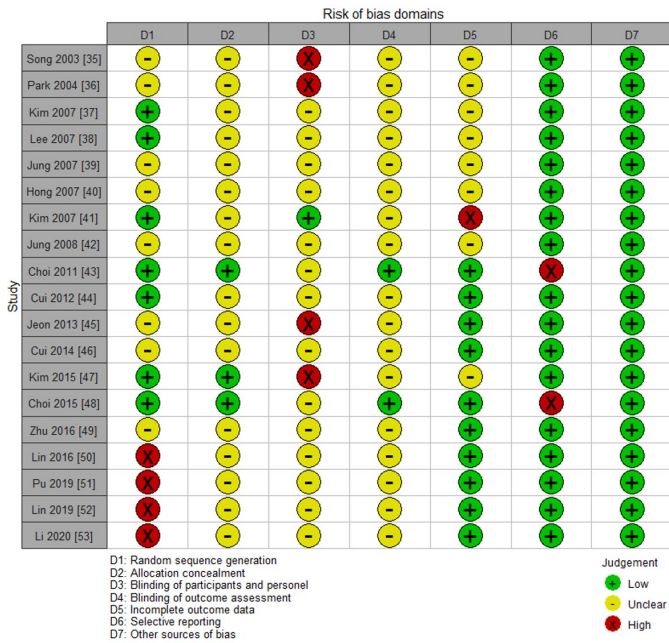 Risk of bias domains
D1 D2 D3 D4 D5 D6 D7
Study
Song 2003 [35] - - X - - + +
Park 2004 [36] - - X - - + +
Kim 2007 [37] + - - - - + +
Lee 2007 [38] + - - - - + +
Jung 2007 [39] - - - - - + +
Hong 2007 [40] - - - - - + +
Kim 2007 [41] + - + - X + +
Jung 2008 [42] - - - - - + +
Choi 2011 [43] + + - + + X +
Cui 2012 [44] + - - - + + +
Jeon 2013 [45] - - X - + + +
Cui 2014 [46] - - - - + + +
Kim 2015 [47] + + X - - + +
Choi 2015 [48] + + - + + X +
Zhu 2016 [49] - - - - + + +
Lin 2016 [50] X - - - + + +
Pu 2019 [51] X - - - + + +
Lin 2019 [52] X - - - + + +
Li 2020 [53] X - - - + + +
D1: Random sequence generation
D2: Allocation concealment
D3: Blinding of participants and personel
D4: Blinding of outcome assessment
D5: Incomplete outcome data
D6: Selective reporting
D7: Other sources of bias
Judgement
+ Low
- Unclear
X High